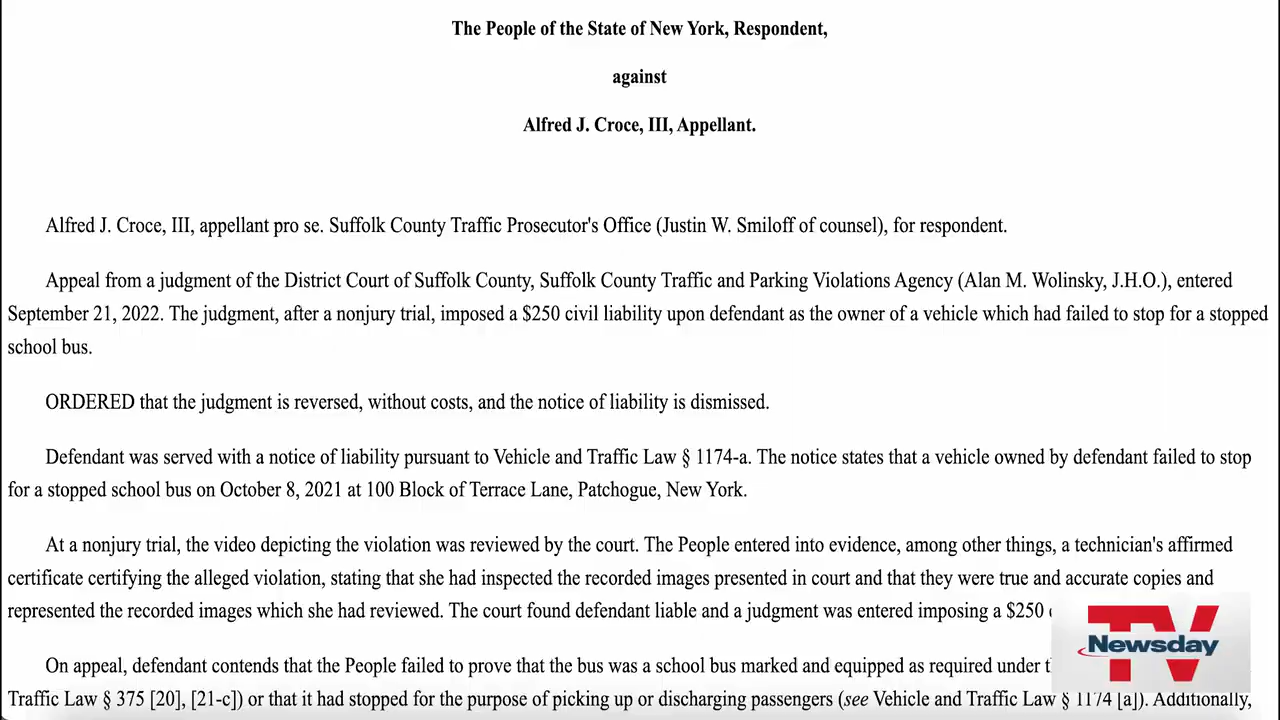 The People of the State of New York, Respondent,
against
Alfred J. Croce, III, Appellant.
Alfred J. Croce, III, appellant pro se. Suffolk County Traffic Prosecutor's Office (Justin W. Smiloff of counsel), for respondent.
Appeal from a judgment of the District Court of Suffolk County, Suffolk County Traffic and Parking Violations Agency (Alan M. Wolinsky, J.H.O.), entered
September 21, 2022. The judgment, after a nonjury trial, imposed a $250 civil liability upon defendant as the owner of a vehicle which had failed to stop for a stopped
school bus.
ORDERED that the judgment is reversed, without costs, and the notice of liability is dismissed.
Defendant was served with a notice of liability pursuant to Vehicle and Traffic Law § 1174-a. The notice states that a vehicle owned by defendant failed to stop
for a stopped school bus on October 8, 2021 at 100 Block of Terrace Lane, Patchogue, New York.
At a nonjury trial, the video depicting the violation was reviewed by the court. The People entered into evidence, among other things, a technician's affirmed
certificate certifying the alleged violation, stating that she had inspected the recorded images presented in court and that they were true and accurate copies and
represented the recorded images which she had reviewed. The court found defendant liable and a judgment was entered imposing a $250
On appeal, defendant contends that the People failed to prove that the bus was a school bus marked and equipped as required under
Traffic Law § 375 [20], [21-c]) or that it had stopped for the purpose of picking up or discharging passengers (see Vehicle and Traffic Law § 1174 [a]). Additionally,
TV
Newsday